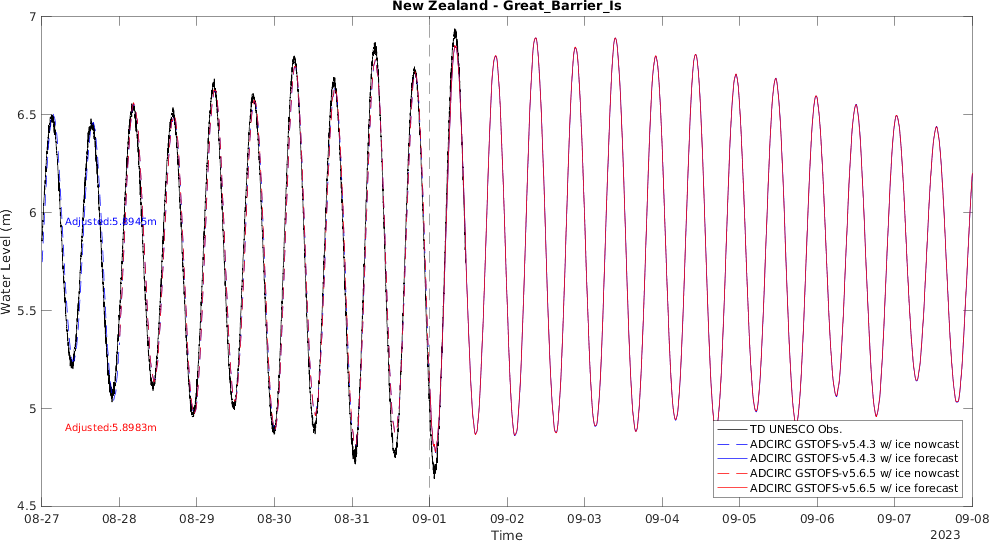 New Zealand - Great_Barrier_Is
7
6.5
6
5.5
5
4.5
Water Level (m)
Adjusted:5.8945m
Adjusted:5.8983m
TD UNESCO Obs.
ADCIRC GSTOFS-v5.4.3 w/ ice nowcast
ADCIRC GSTOFS-v5.4.3 w/ ice forecast
ADCIRC GSTOFS-v5.6.5 w/ ice nowcast
ADCIRC GSTOFS-v5.6.5 w/ ice forecast
08-27 08-28 08-29 08-30 08-31 09-01 09-02 09-03 09-04 09-05 09-06 09-07 09-08
Time
2023